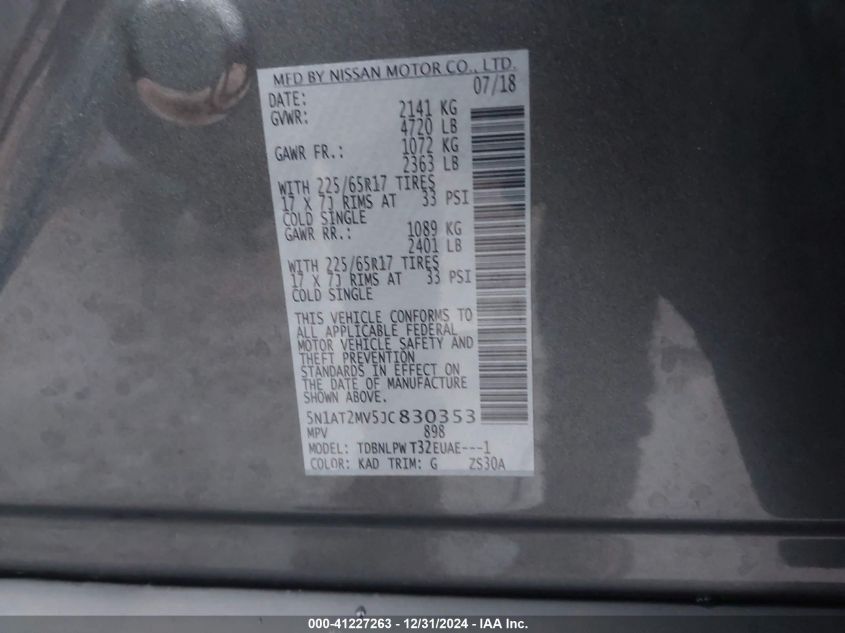 MFD BY NISSAN MOTOR CO., LTD.
DATE: 07/18
GVWR: 2141 KG
4720 LB
GAWR FR.: 1072 KG
2363 LB
WITH 225/65R17 TIRES
17 X 7J RIMS AT 33 PSI
COLD SINGLE
GAWR RR.: 1089 KG
2401 LB
WITH 225/65R17 TIRES
17 X 7J RIMS AT 33 PSI
COLD SINGLE
THIS VEHICLE CONFORMS TO
ALL APPLICABLE FEDERAL
MOTOR VEHICLE SAFETY AND
THEFT PREVENTION
STANDARDS IN EFFECT ON
THE DATE OF MANUFACTURE
SHOWN ABOVE.
5N1AT2MV5JC830353
MPV 898
MODEL: TDBNLPW T32EUAE---1
COLOR: KAD TRIM: G ZS30A
000-41227263 - 12/31/2024 - IAA Inc.